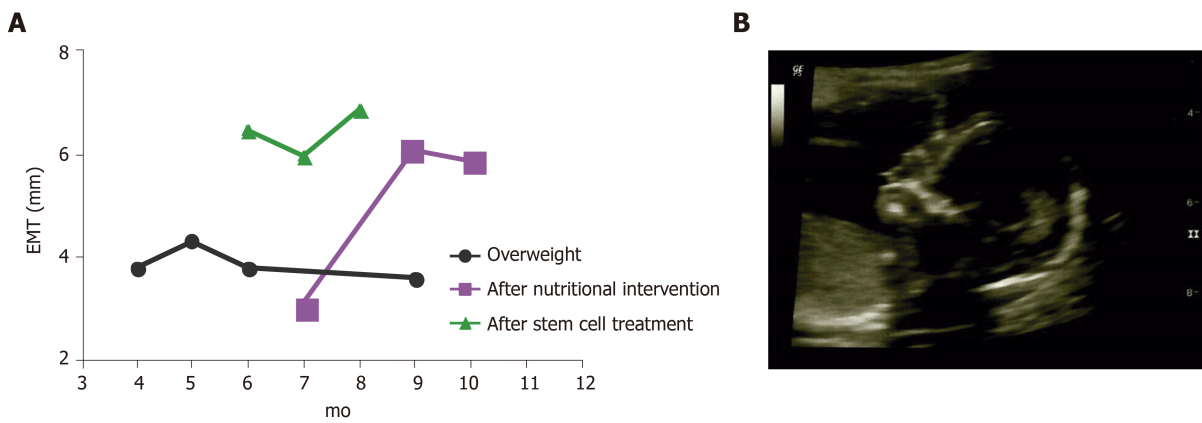 A
8
6
4
2
EMT (mm)
3 4 5 6 7 8 9 10 11 12
mo
Overweight
After nutritional intervention
After stem cell treatment
B
GE
4
6
8